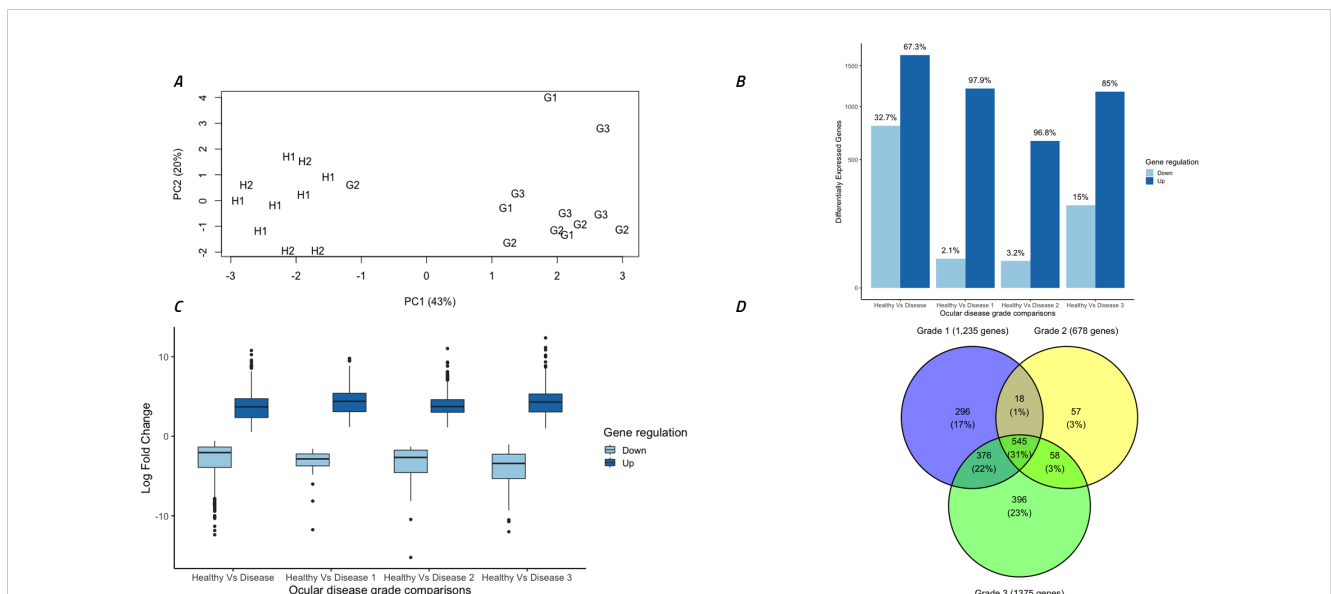 A
4
3
2
1
0
-1
-2
PC2 (20%)
G1
G3
H1
H2
H1
H2
G2
H1
H1
H1
G3
G1
G3
G3
G2
H1
G2
G1
G2
H2
H2
G2
-3
-2
-1
0
1
2
3
PC1 (43%)
B
67.3%
1500
97.9%
85%
1000
32.7%
96.8%
500
15%
2.1%
3.2%
0
Differentially Expressed Genes
Gene regulation
Down
Up
Healthy Vs Disease
Healthy Vs Disease 1
Healthy Vs Disease 2
Healthy Vs Disease 3
Ocular disease grade comparisons
C
10
0
-10
Log Fold Change
Gene regulation
Down
Up
Healthy Vs Disease
Healthy Vs Disease 1
Healthy Vs Disease 2
Healthy Vs Disease 3
Ocular disease grade comparisons
D
Grade 1 (1,235 genes)
Grade 2 (678 genes)
18
(1%)
296
(17%)
57
(3%)
545
(31%)
376
(22%)
58
(3%)
396
(23%)
Grade 3 (1375 genes)